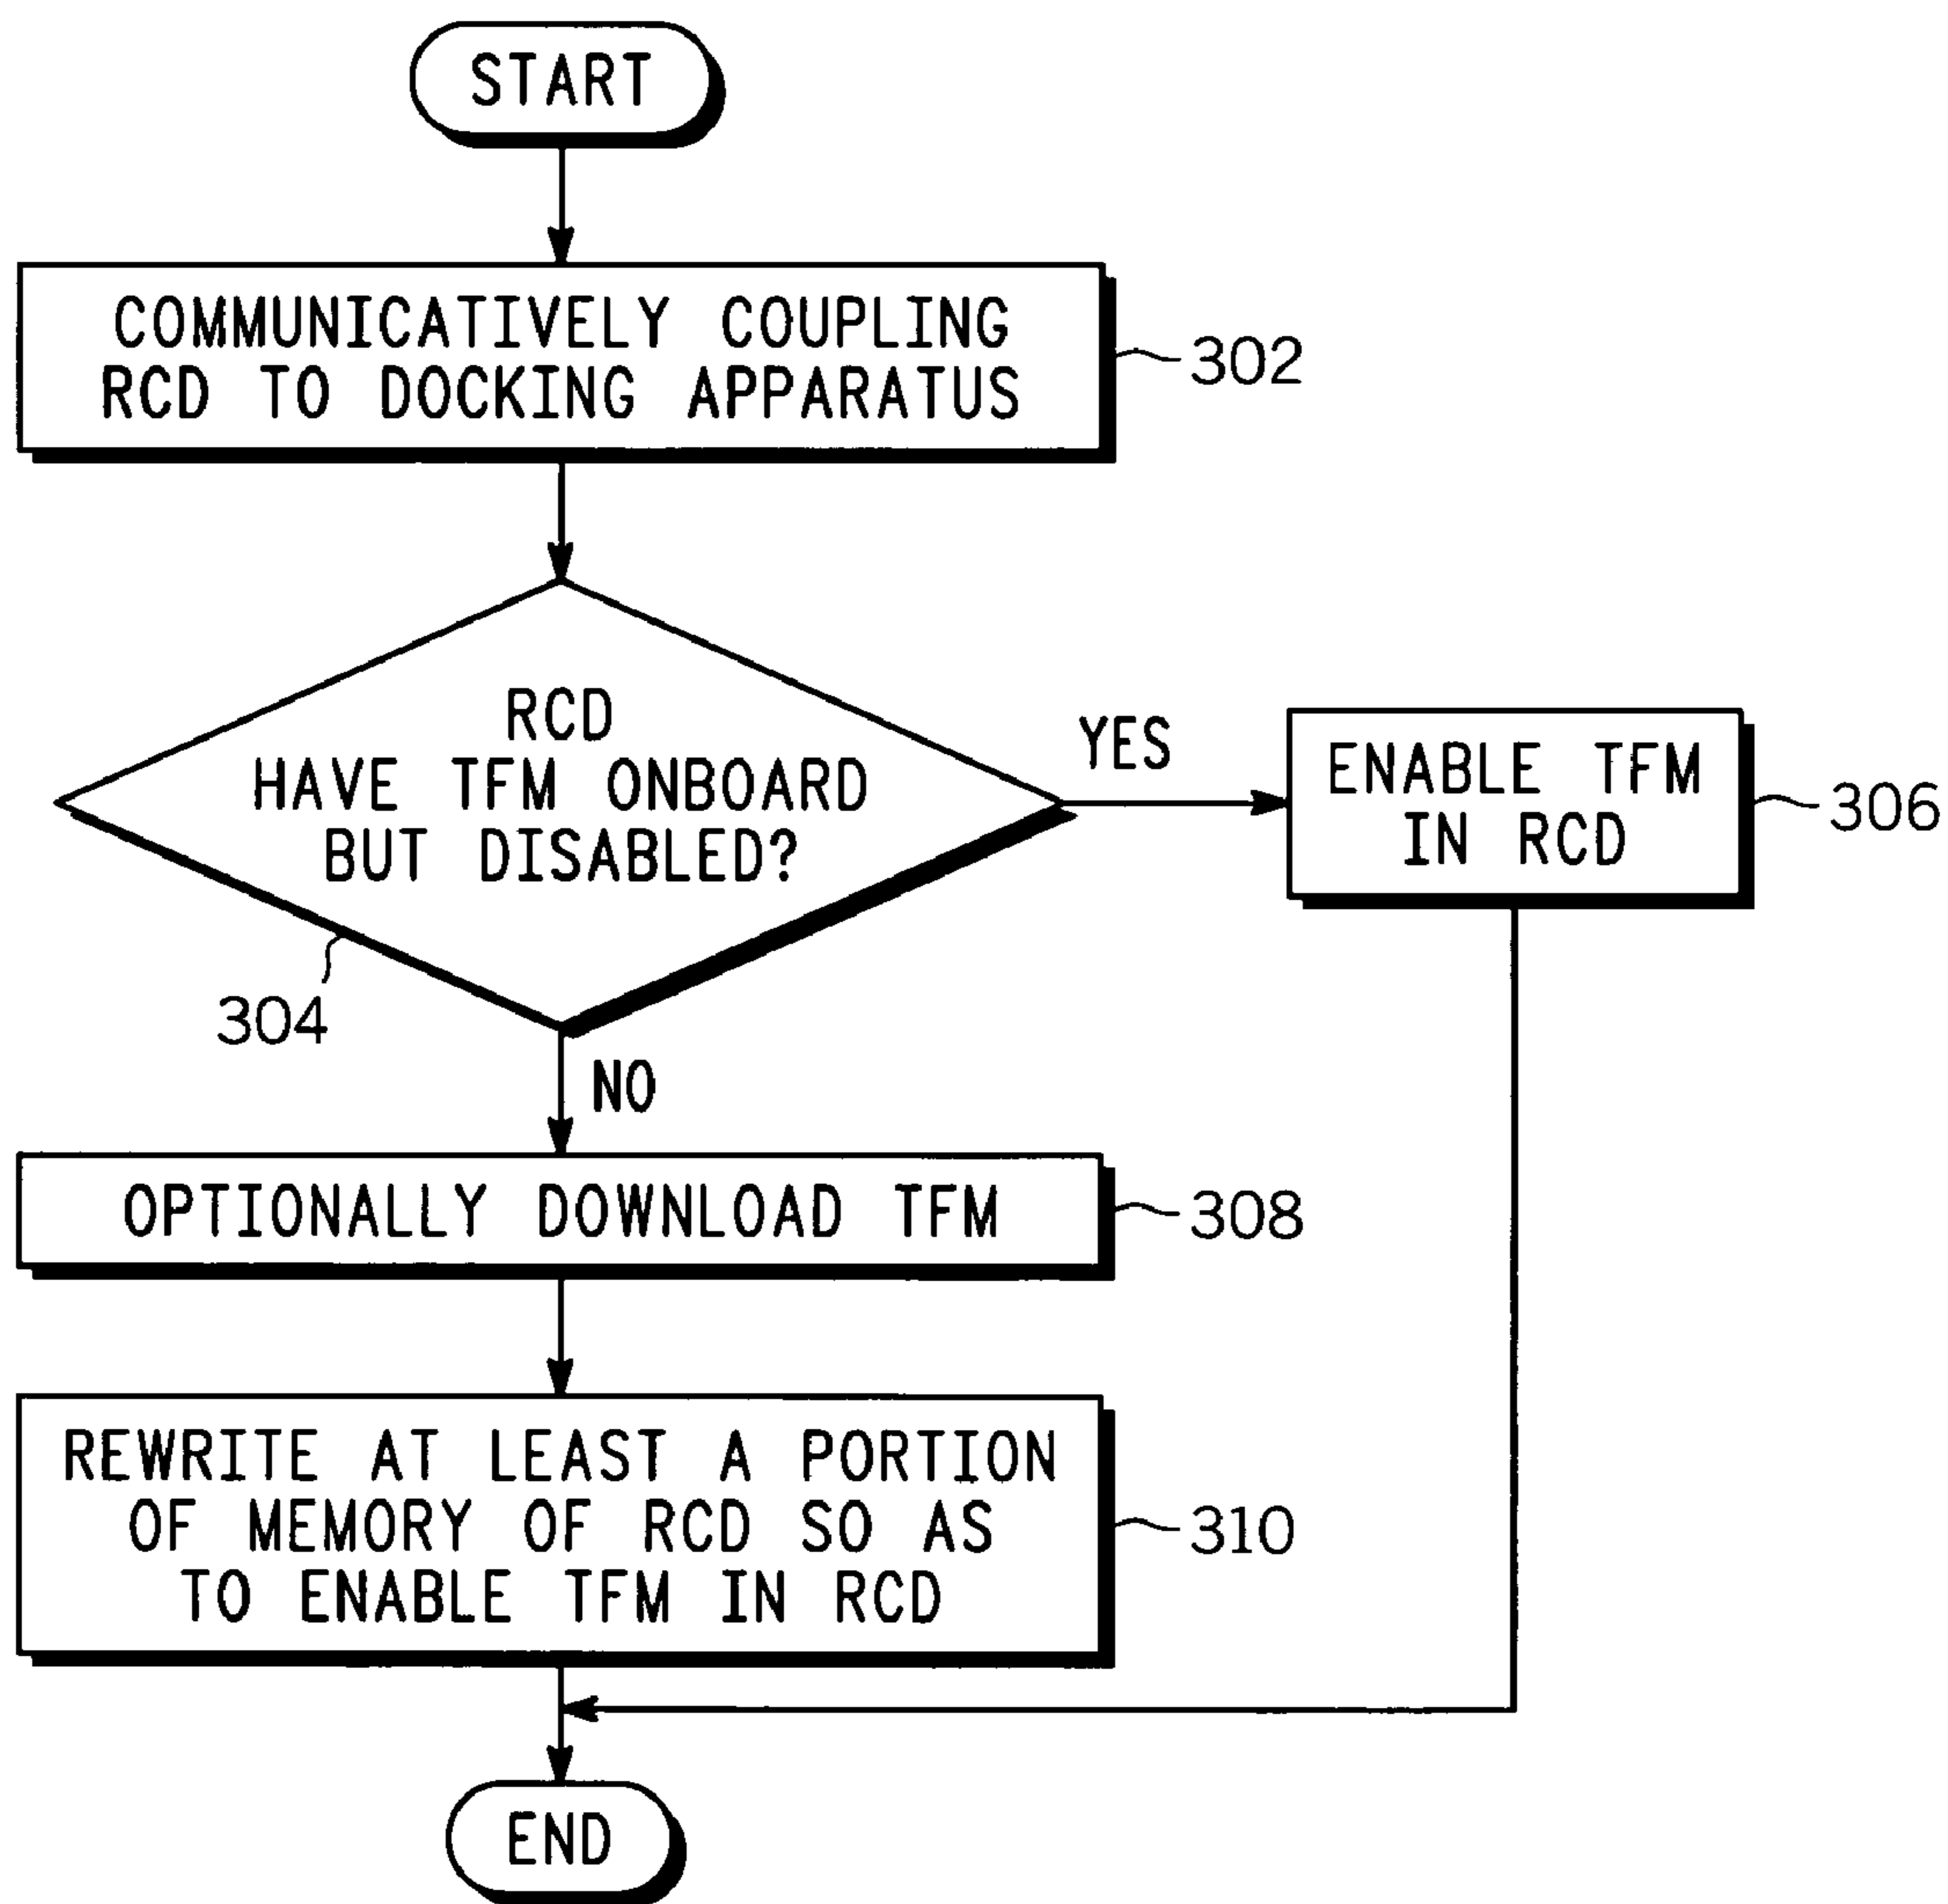 START
COMMUNICATIVELY COUPLING
RCD TO DOCKING APPARATUS
302
RCD
HAVE TFM ONBOARD
BUT DISABLED?
304
YES
ENABLE TFM
IN RCD
306
NO
OPTIONALLY DOWNLOAD TFM
308
REWRITE AT LEAST A PORTION
OF MEMORY OF RCD SO AS
TO ENABLE TFM IN RCD
310
END